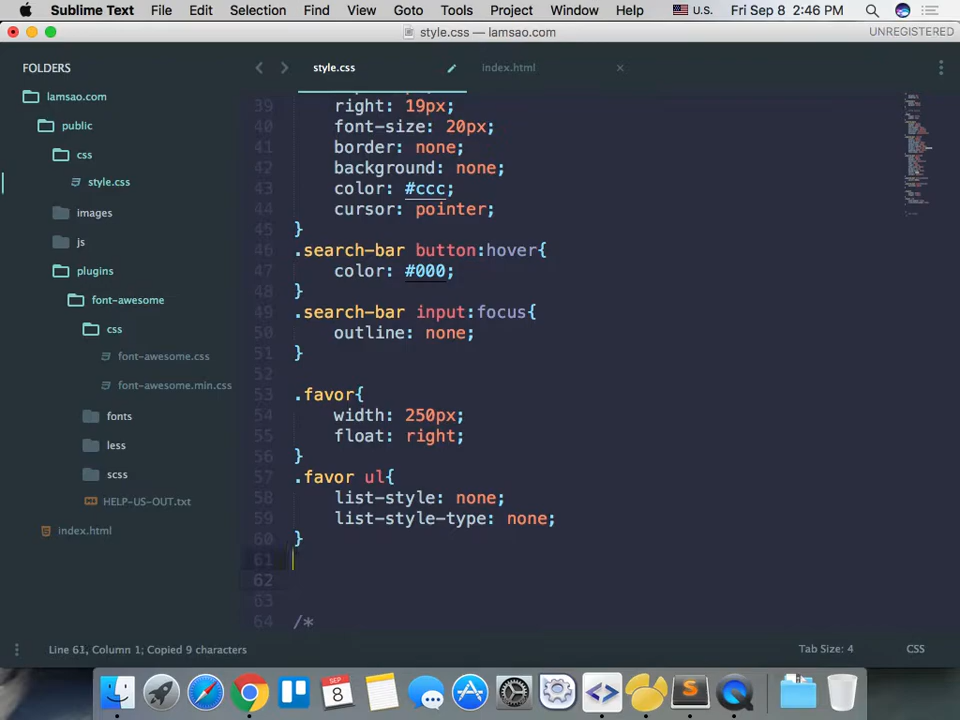 Sublime Text File Edit Selection Find View Goto Tools Project Window Help U.S. Fri Sep 8 2:46 PM
style.css — lamsao.com UNREGISTERED
FOLDERS
lamsao.com
public
css
style.css
images
js
plugins
font-awesome
css
font-awesome.css
font-awesome.min.css
fonts
less
scss
HELP-US-OUT.txt
index.html
style.css index.html
39 right: 19px;
40 font-size: 20px;
41 border: none;
42 background: none;
43 color: #ccc;
44 cursor: pointer;
45 }
46 .search-bar button:hover{
47 color: #000;
48 }
49 .search-bar input:focus{
50 outline: none;
51 }
52
53 .favor{
54 width: 250px;
55 float: right;
56 }
57 .favor ul{
58 list-style: none;
59 list-style-type: none;
60 }
61
62
63
64 /*
Line 61, Column 1; Copied 9 characters Tab Size: 4 CSS
SEP
8